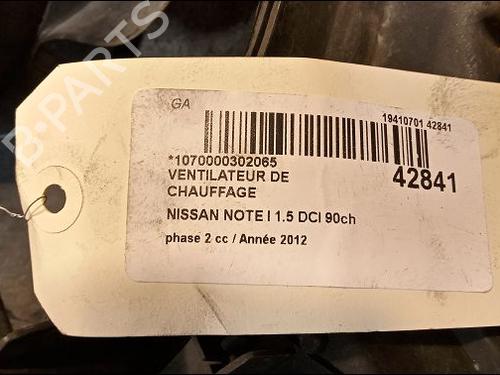 GA
19410701 42841
*1070000302065
42841
VENTILATEUR DE
CHAUFFAGE
NISSAN NOTE I 1.5 DCI 90ch
phase 2 cc / Année 2012
B-PARTS